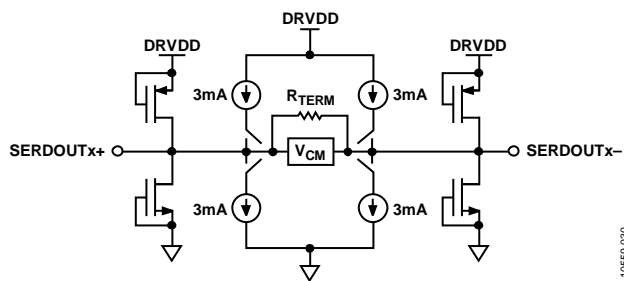 DRVDD
DRVDD
DRVDD
3mA
RTERM
3mA
SERDOUTx+
VCM
SERDOUTx–
3mA
3mA